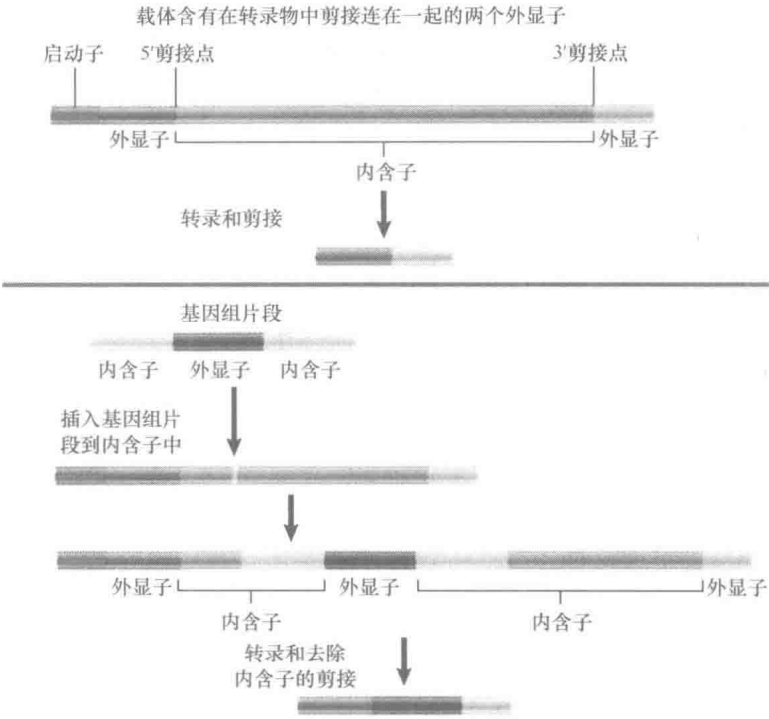 载体含有在转录物中剪接连在一起的两个外显子
启动子 5′剪接点 3′剪接点
外显子 外显子
内含子
转录和剪接
基因组片段
内含子 外显子 内含子
插入基因组片
段到内含子中
外显子 外显子 外显子
内含子 内含子
转录和去除
内含子的剪接